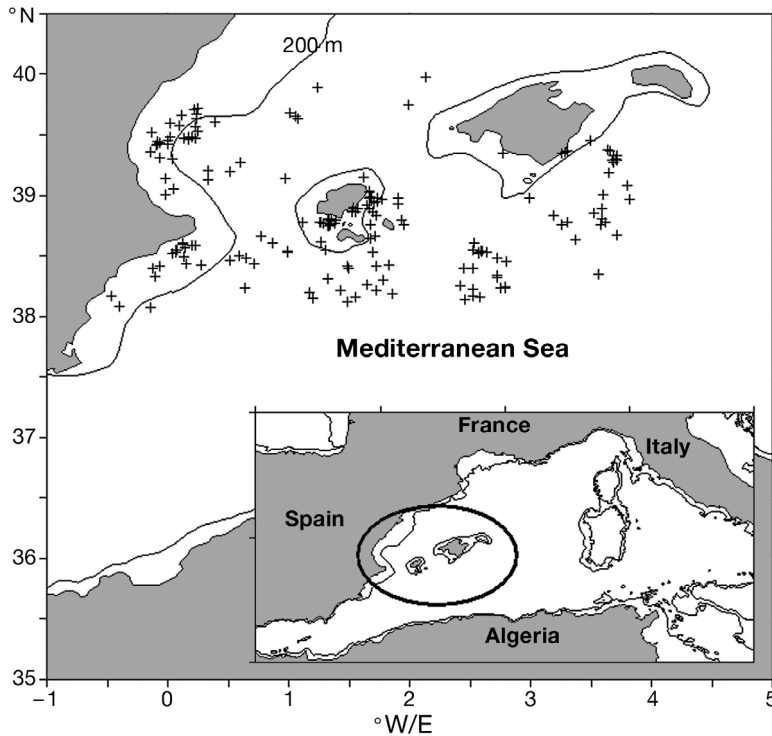 °N
200 m
40
39
38
Mediterranean Sea
37
France
Italy
Spain
36
Algeria
35
−1
0
1
2
3
4
5
°W/E